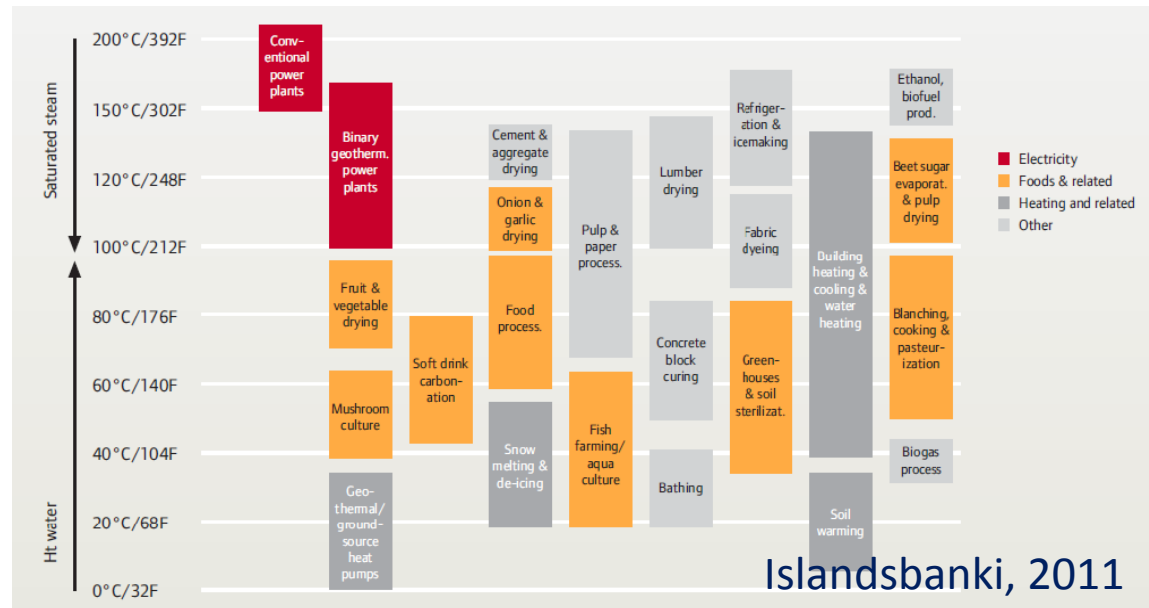 Saturated steam
Ht water
200°C/392F
150°C/302F
120°C/248F
100°C/212F
80°C/176F
60°C/140F
40°C/104F
20°C/68F
0°C/32F
Conv-
entional
power
plants
Binary
geotherm.
power
plants
Fruit &
vegetable
drying
Mushroom
culture
Geo-
thermal/
ground-
source
heat
pumps
Soft drink
carbon-
ation
Cement &
aggregate
drying
Onion &
garlic
drying
Food
process.
Snow
melting &
de-icing
Pulp &
paper
process.
Fish
farming/
aqua
culture
Lumber
drying
Concrete
block
curing
Bathing
Refriger-
ation &
icemaking
Fabric
dyeing
Green-
houses
& soil
sterilizat.
Building
heating &
cooling &
water
heating
Soil
warming
Ethanol,
biofuel
prod.
Beet sugar
evaporat.
& pulp
drying
Blanching,
cooking &
pasteur-
ization
Biogas
process
Electricity
Foods & related
Heating and related
Other
Islandsbanki, 2011